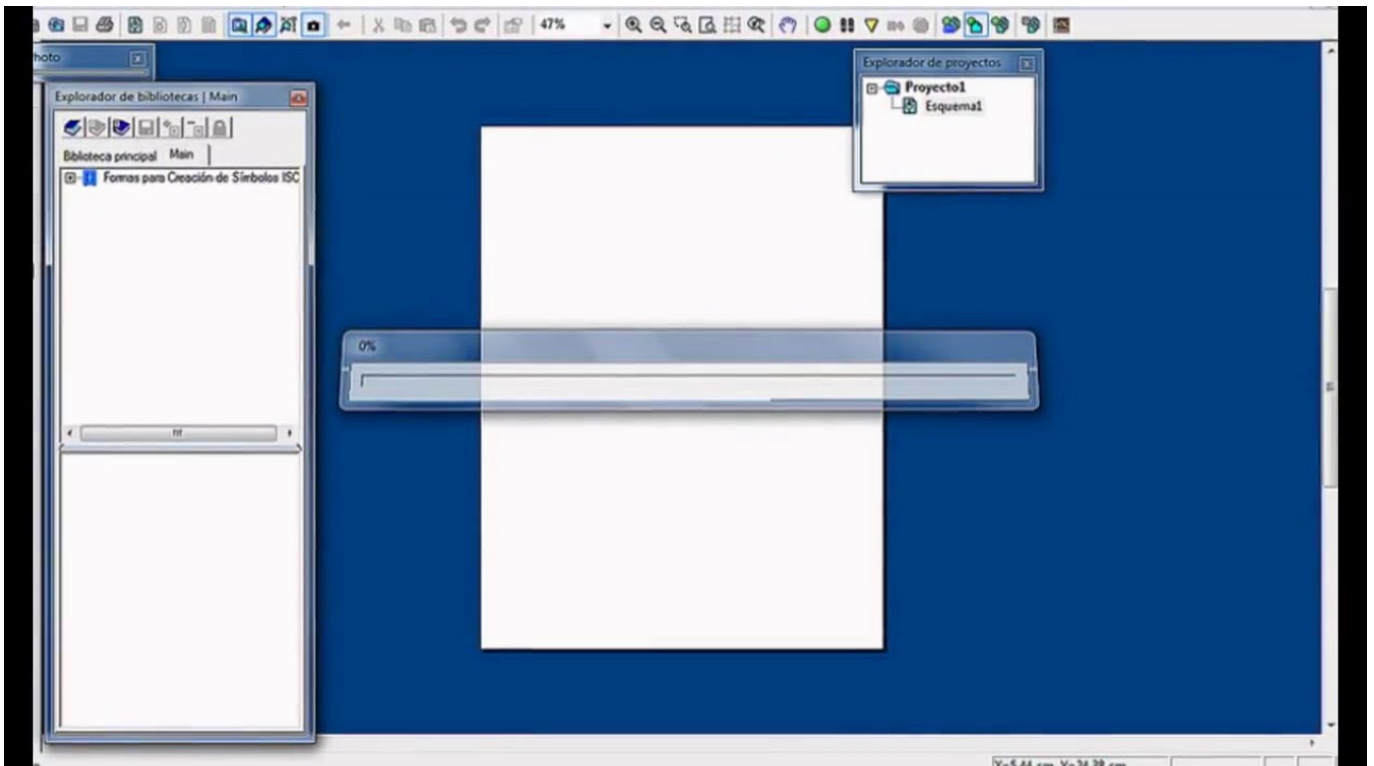 47%
hoto
Explorador de proyectos
Proyecto1
Esquema1
Explorador de bibliotecas | Main
Biblioteca principal Main
Formas para Creación de Símbolos ISC
0%